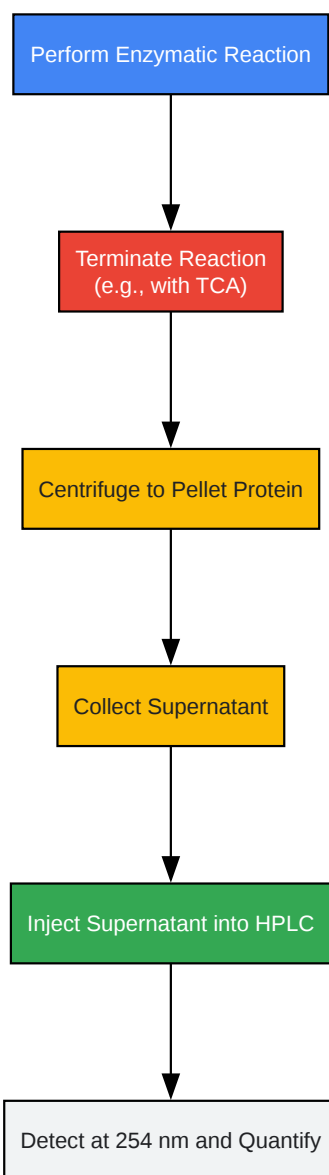 Perform Enzymatic Reaction
Terminate Reaction
(e.g., with TCA)
Centrifuge to Pellet Protein
Collect Supernatant
Inject Supernatant into HPLC
Detect at 254 nm and Quantify